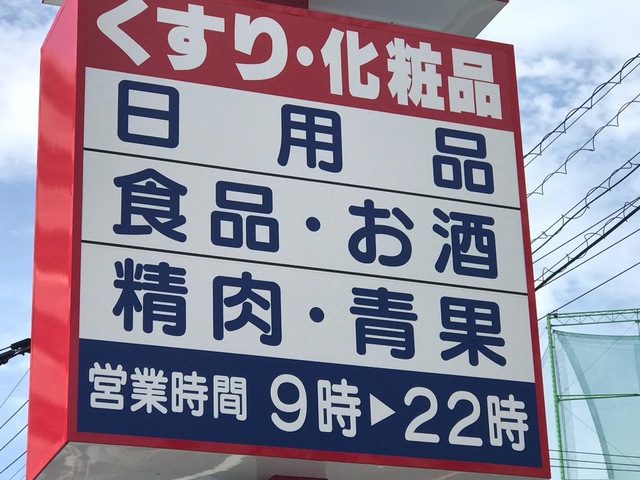 くすり・化粧品
日用品
食品・お酒
精肉・青果
営業時間 9時▶22時